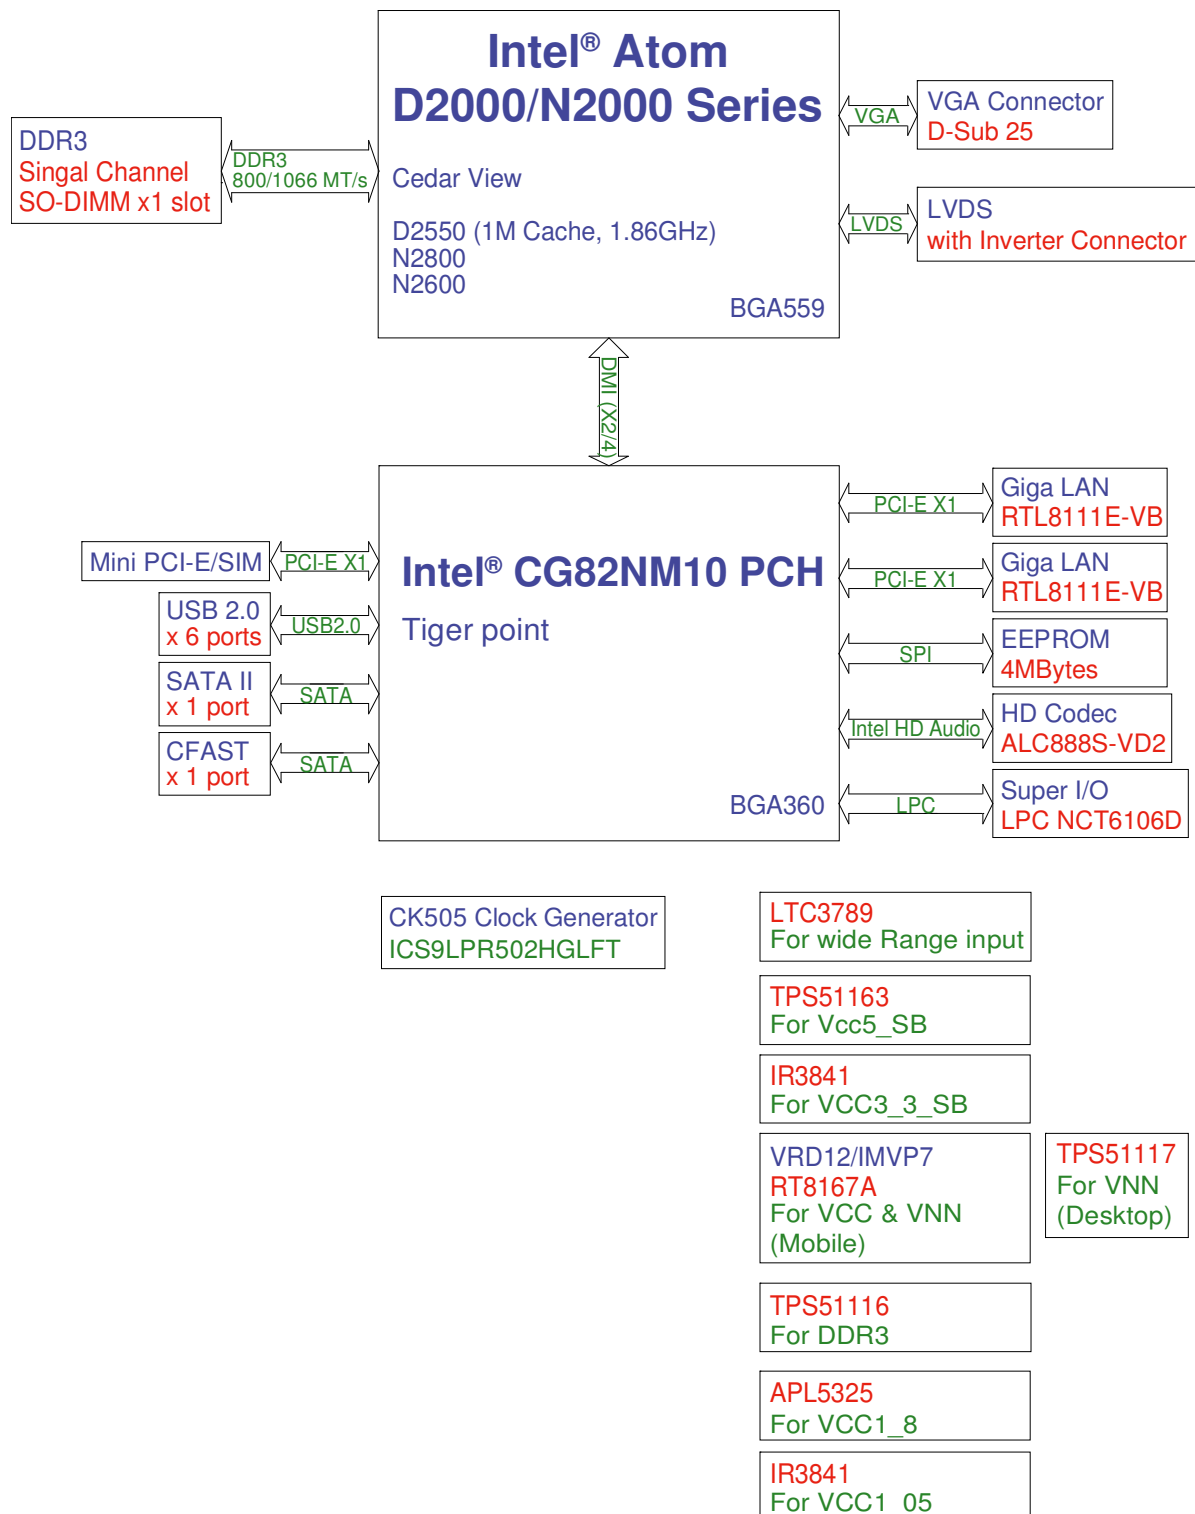 Intel® Atom
D2000/N2000 Series
Cedar View
D2550 (1M Cache, 1.86GHz)
N2800
N2600
BGA559
DDR3
Singal Channel
SO-DIMM x1 slot
DDR3
800/1066 MT/s
VGA
VGA Connector
D-Sub 25
LVDS
LVDS
with Inverter Connector
DMI (X2/4)
Intel® CG82NM10 PCH
Tiger point
BGA360
Mini PCI-E/SIM
PCI-E X1
USB 2.0
x 6 ports
USB2.0
SATA II
x 1 port
SATA
CFAST
x 1 port
SATA
PCI-E X1
Giga LAN
RTL8111E-VB
PCI-E X1
Giga LAN
RTL8111E-VB
SPI
EEPROM
4MBytes
Intel HD Audio
HD Codec
ALC888S-VD2
LPC
Super I/O
LPC NCT6106D
CK505 Clock Generator
ICS9LPR502HGLFT
LTC3789
For wide Range input
TPS51163
For Vcc5_SB
IR3841
For VCC3_3_SB
VRD12/IMVP7
RT8167A
For VCC & VNN
(Mobile)
TPS51117
For VNN
(Desktop)
TPS51116
For DDR3
APL5325
For VCC1_8
IR3841
For VCC1_05